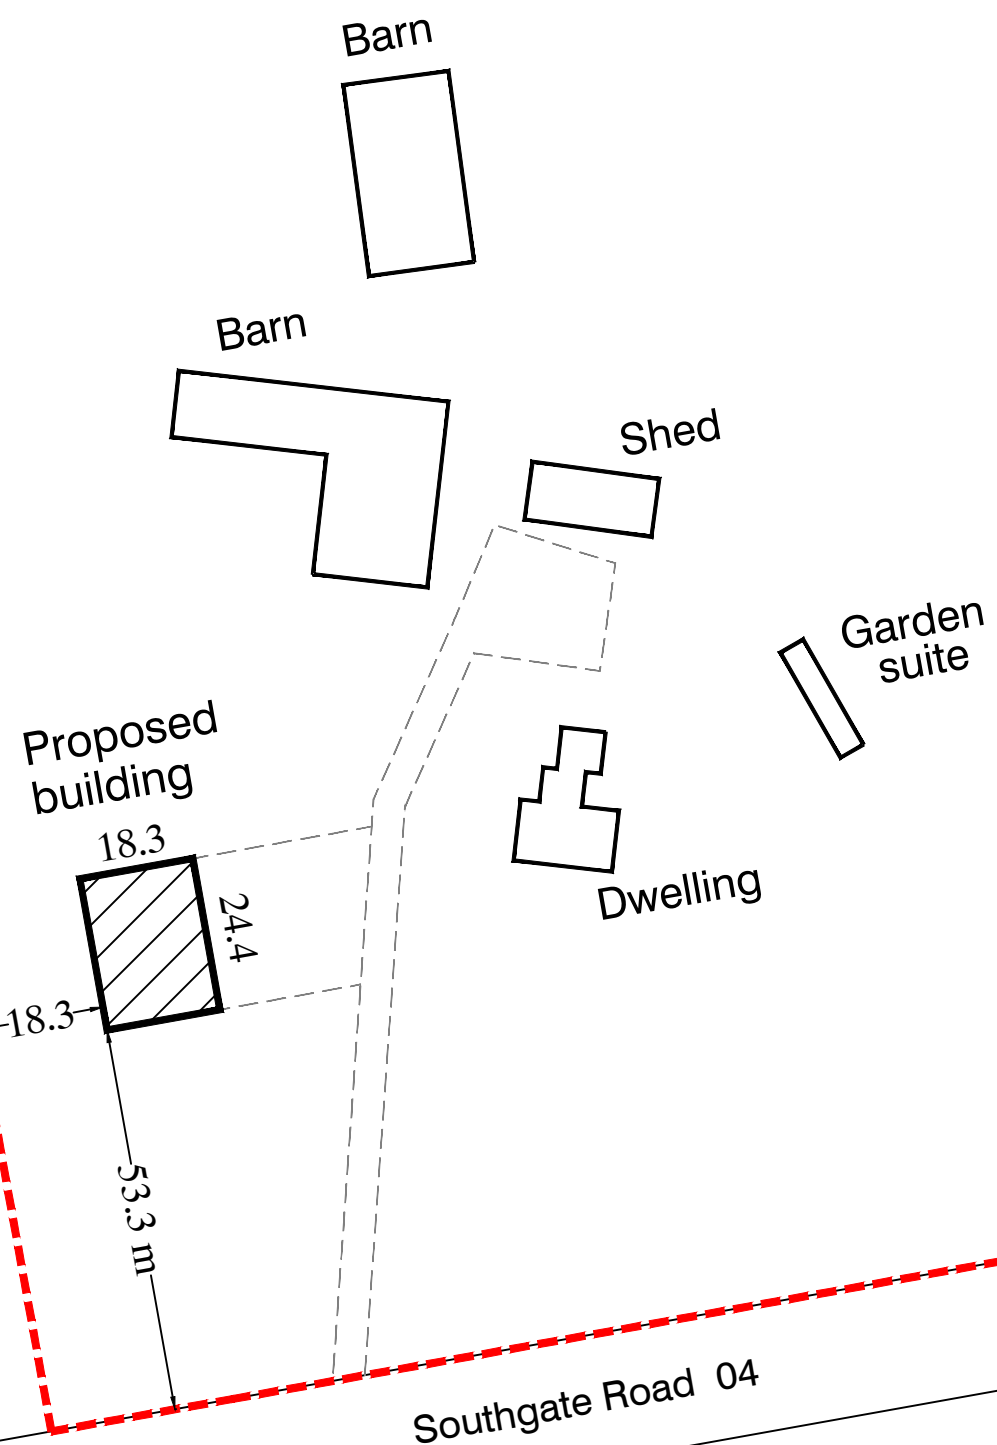 Barn
Barn
Shed
Garden
suite
Proposed
building
18.3
24.4
Dwelling
18.3
53.3 m
Southgate Road 04